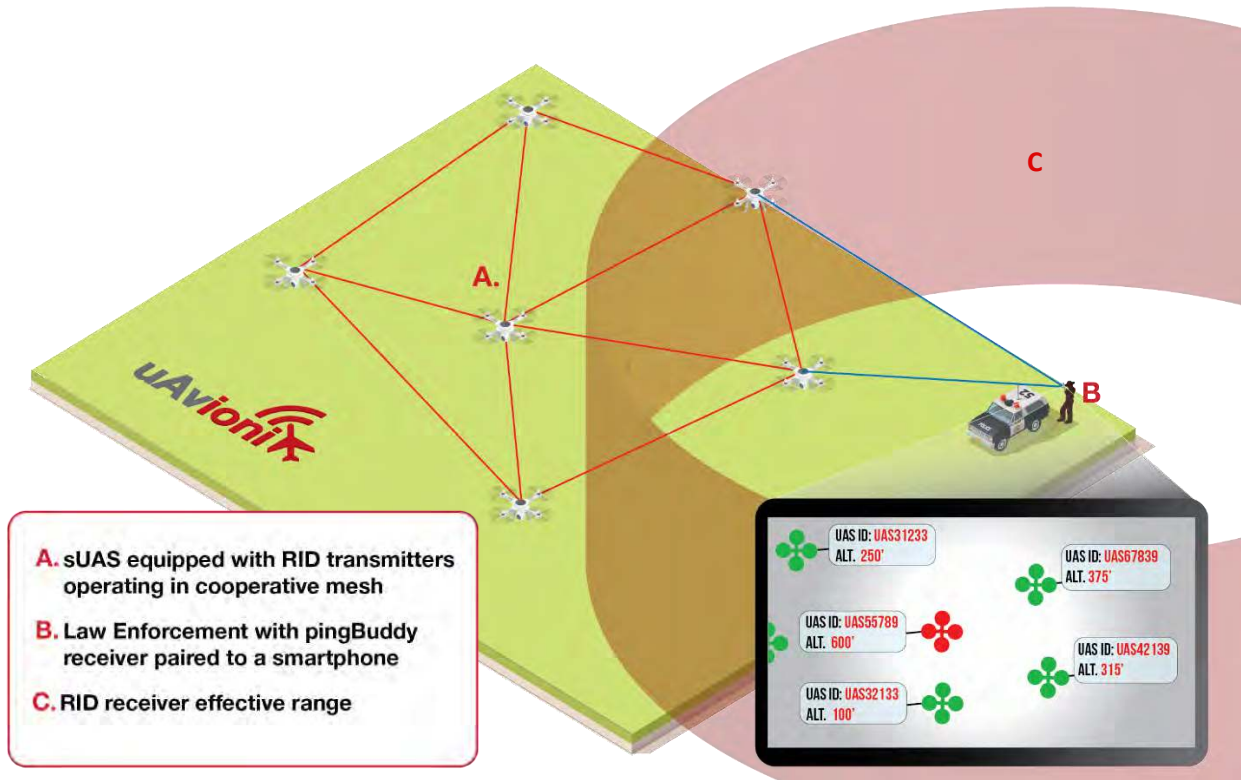 C
A.
B
uAvioni
52
POLICE
A. sUAS equipped with RID transmitters
operating in cooperative mesh
B. Law Enforcement with pingBuddy
receiver paired to a smartphone
C. RID receiver effective range
UAS ID: UAS31233
ALT. 250'
UAS ID: UAS67839
ALT. 375'
UAS ID: UAS55789
ALT. 600'
UAS ID: UAS42139
ALT. 315'
UAS ID: UAS32133
ALT. 100'